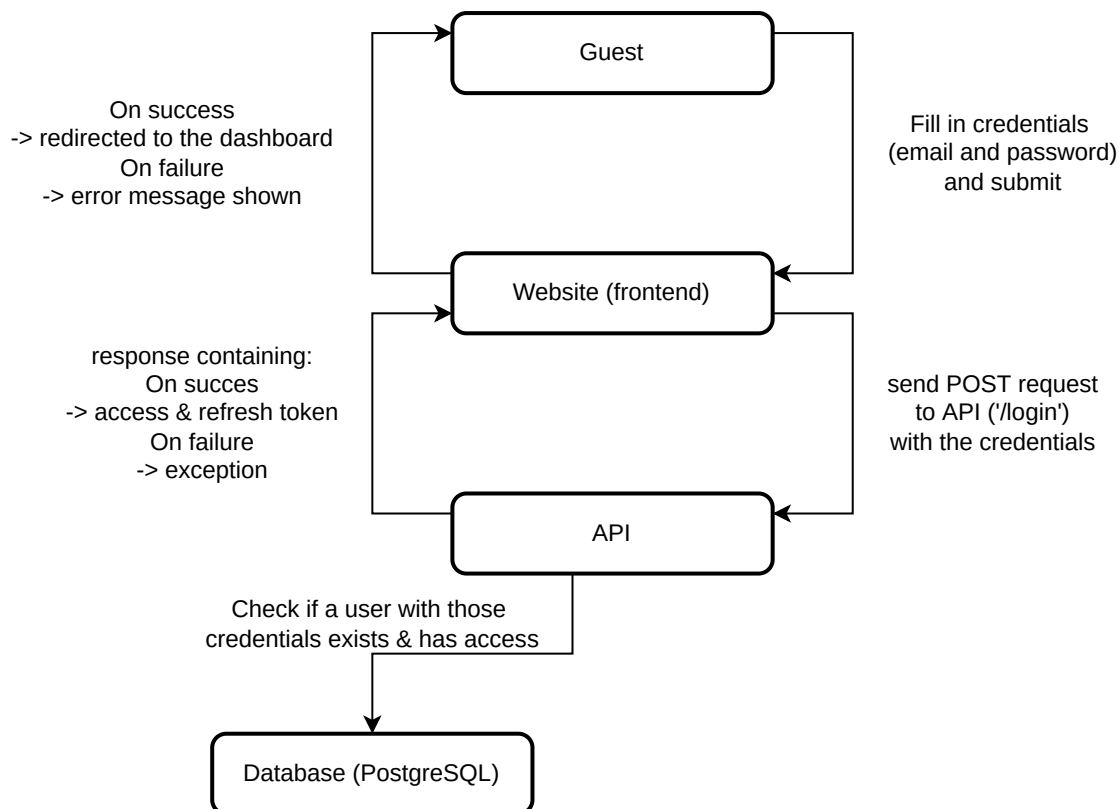 Guest
On success
-> redirected to the dashboard
On failure
-> error message shown
Fill in credentials
(email and password)
and submit
Website (frontend)
response containing:
On succes
-> access & refresh token
On failure
-> exception
send POST request
to API ('/login')
with the credentials
API
Check if a user with those
credentials exists & has access
Database (PostgreSQL)